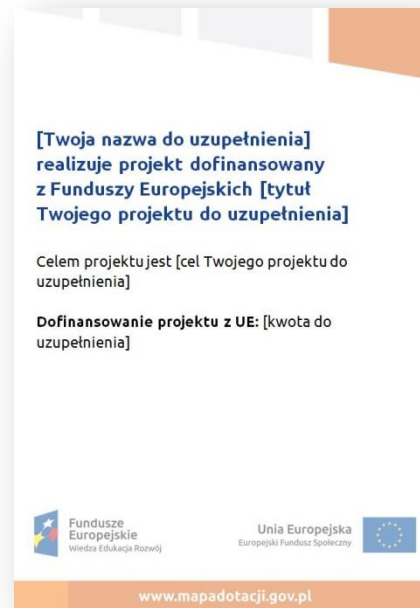 [Twoja nazwa do uzupełnienia]
realizuje projekt dofinansowany
z Funduszy Europejskich [tytuł
Twojego projektu do uzupełnienia]
Celem projektu jest [cel Twojego projektu do
uzupełnienia]
Dofinansowanie projektu z UE: [kwota do
uzupełnienia]
Fundusze
Europejskie
Wiedza Edukacja Rozwój
Unia Europejska
Europejski Fundusz Społeczny
www.mapadotacji.gov.pl